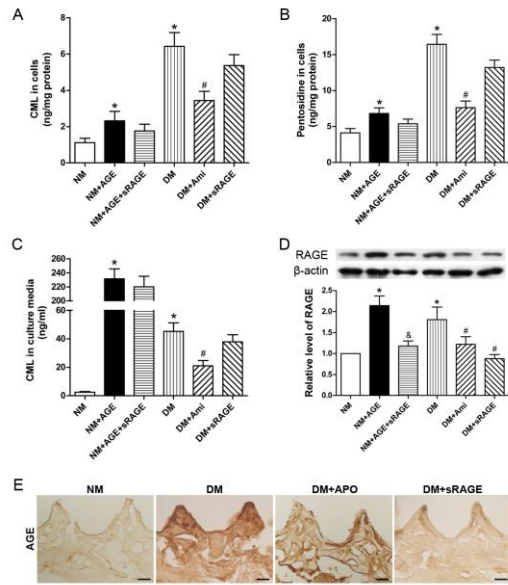 A
CML in cells
(ng/mg protein)
8
6
4
2
0
*
*
#
NM
NM+AGE
NM+AGE+sRAGE
DM
DM+Ami
DM+sRAGE
B
Pentosidine in cells
(ng/mg protein)
20
15
10
5
0
*
*
#
NM
NM+AGE
NM+AGE+sRAGE
DM
DM+Ami
DM+sRAGE
C
CML in culture media
(ng/ml)
250
240
230
220
210
200
60
40
20
0
*
*
#
NM
NM+AGE
NM+AGE+sRAGE
DM
DM+Ami
DM+sRAGE
D
RAGE
β-actin
Relative level of RAGE
2.5
2.0
1.5
1.0
0.5
0.0
*
&
*
#
#
NM
NM+AGE
NM+AGE+sRAGE
DM
DM+Ami
DM+sRAGE
E
NM DM DM+APO DM+sRAGE
AGE